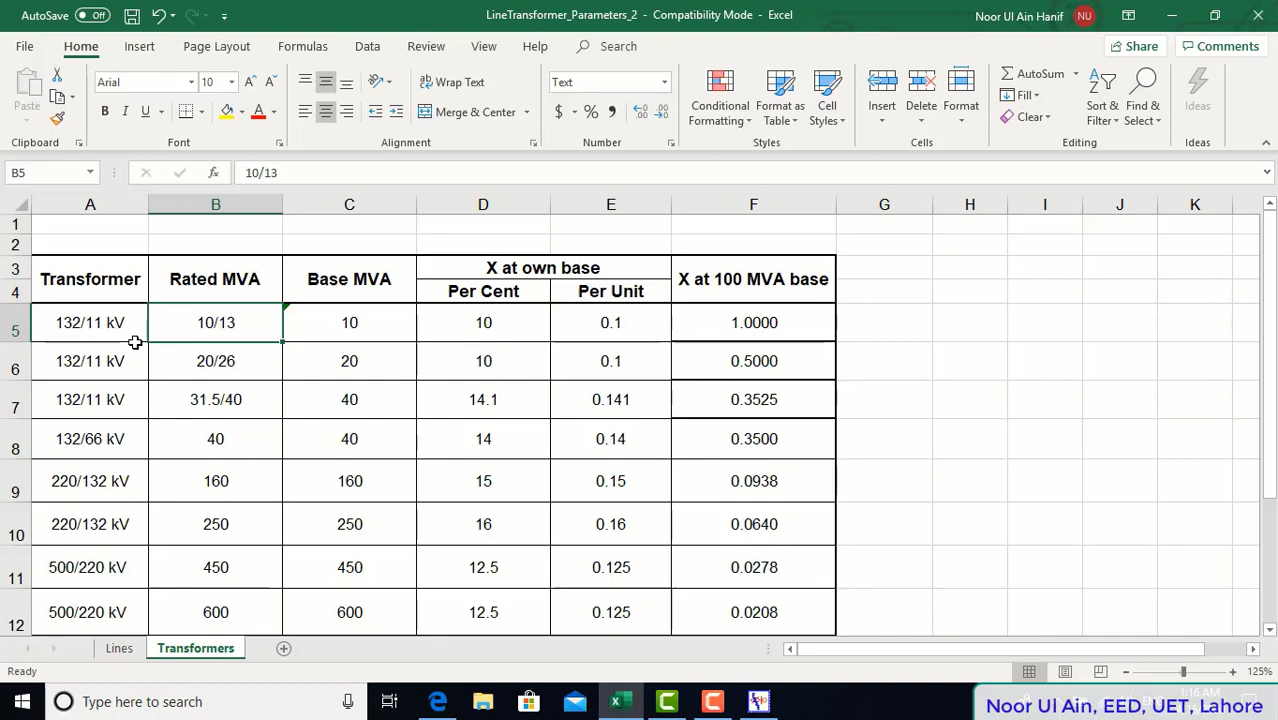 AutoSave Off LineTransformer_Parameters_2 - Compatibility Mode - Excel Noor Ul Ain Hanif NU
File Home Insert Page Layout Formulas Data Review View Help Search Share Comments
Paste Arial 10 Wrap Text Text Conditional Formatting Format as Table Cell Styles Insert Delete Format AutoSum Sort & Filter Find & Select Ideas
B I U A Merge & Center $ % , Fill
Clear
Clipboard Font Alignment Number Styles Cells Editing Ideas
B5 fx 10/13
A B C D E F G H I J K
1
2
3 Transformer Rated MVA Base MVA X at own base X at 100 MVA base
4 Per Cent Per Unit
5 132/11 kV 10/13 10 10 0.1 1.0000
6 132/11 kV 20/26 20 10 0.1 0.5000
7 132/11 kV 31.5/40 40 14.1 0.141 0.3525
8 132/66 kV 40 40 14 0.14 0.3500
9 220/132 kV 160 160 15 0.15 0.0938
10 220/132 kV 250 250 16 0.16 0.0640
11 500/220 kV 450 450 12.5 0.125 0.0278
12 500/220 kV 600 600 12.5 0.125 0.0208
Lines Transformers
Ready 125%
Type here to search 1:16 AM
Noor Ul Ain, EED, UET, Lahore